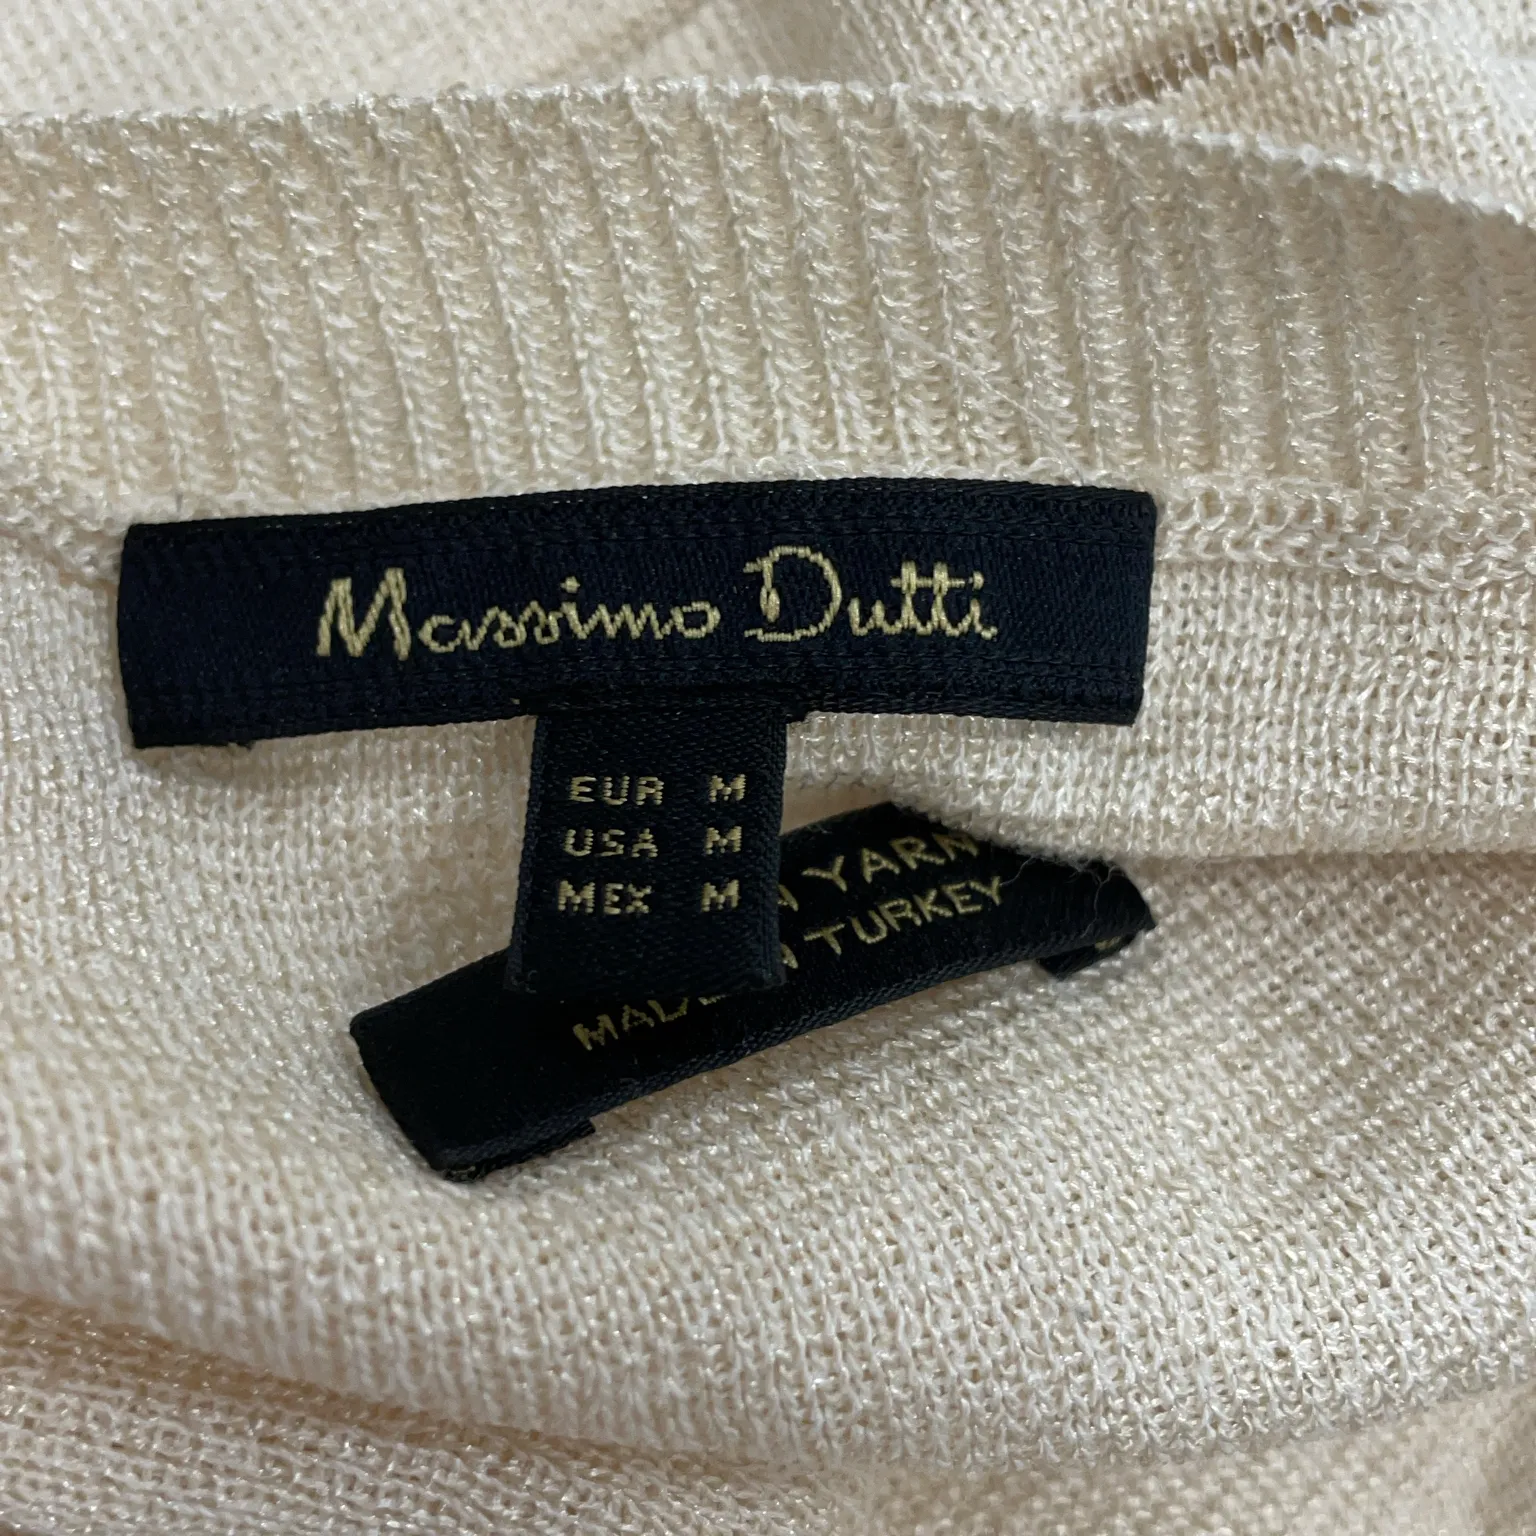 Massimo Dutti
EUR M
USA M
MEX M
YARN
TURKEY